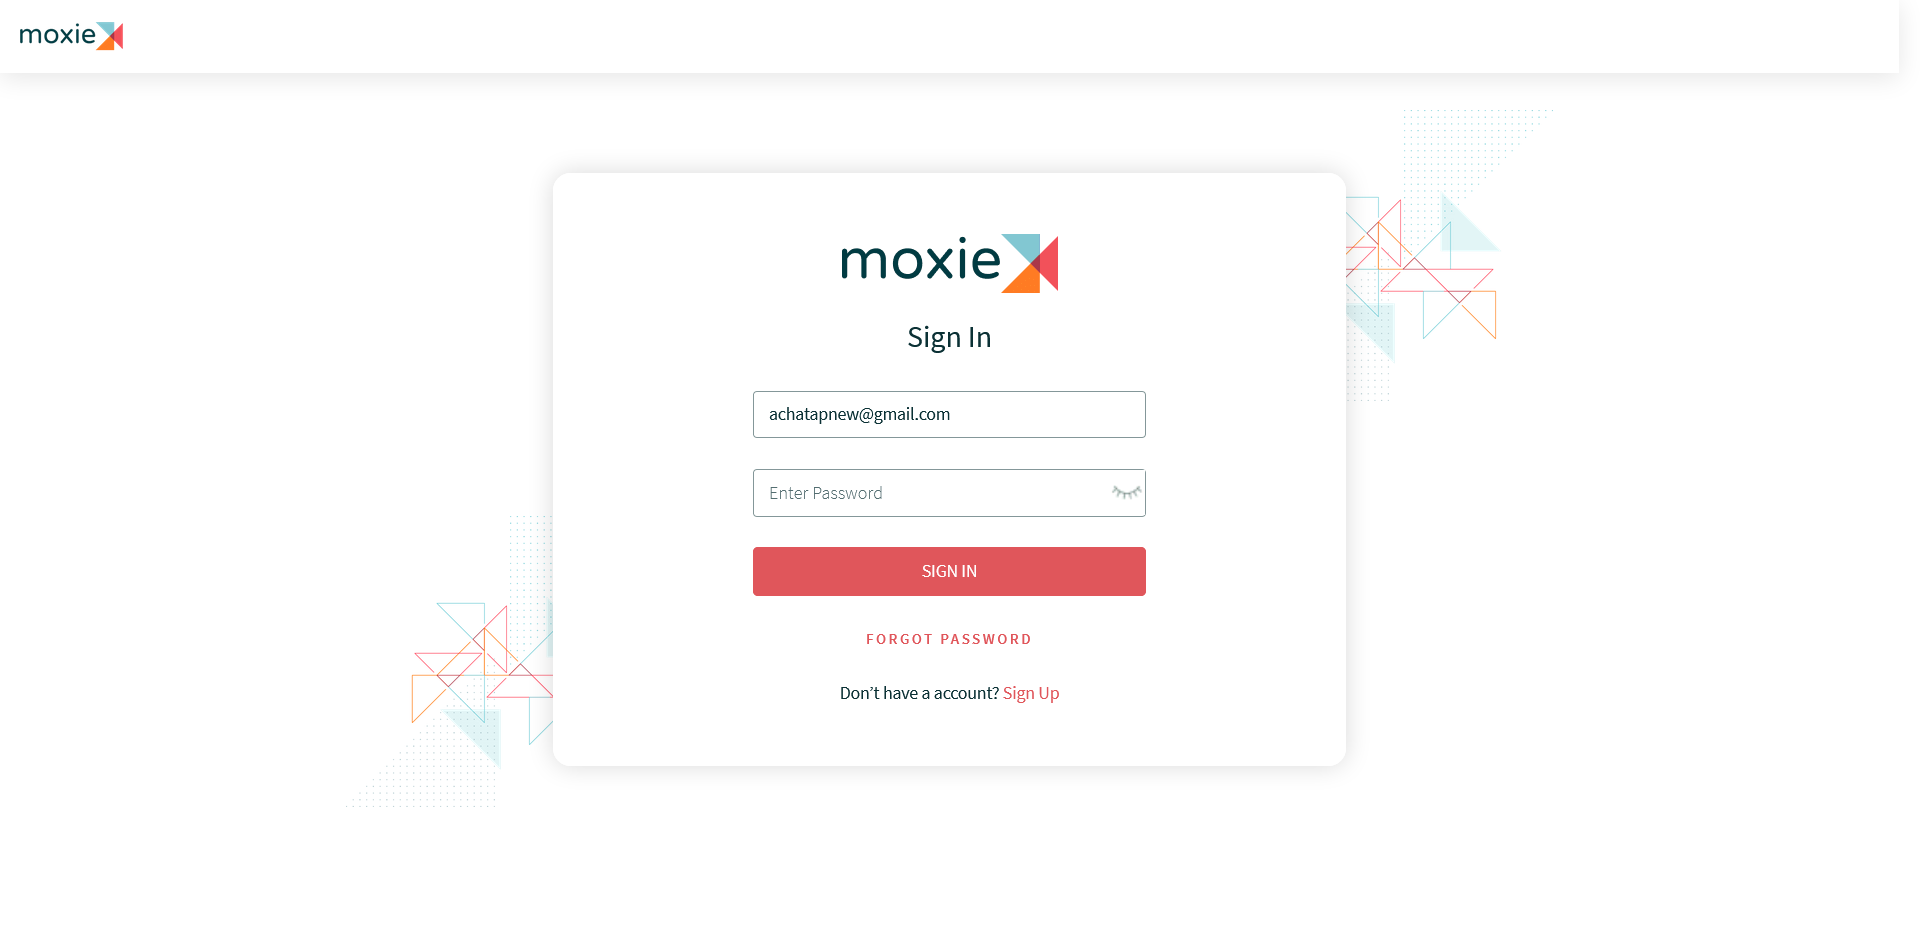 moxie
moxie
Sign In
achatapnew@gmail.com
Enter Password
SIGN IN
FORGOT PASSWORD
Don’t have a account? Sign Up